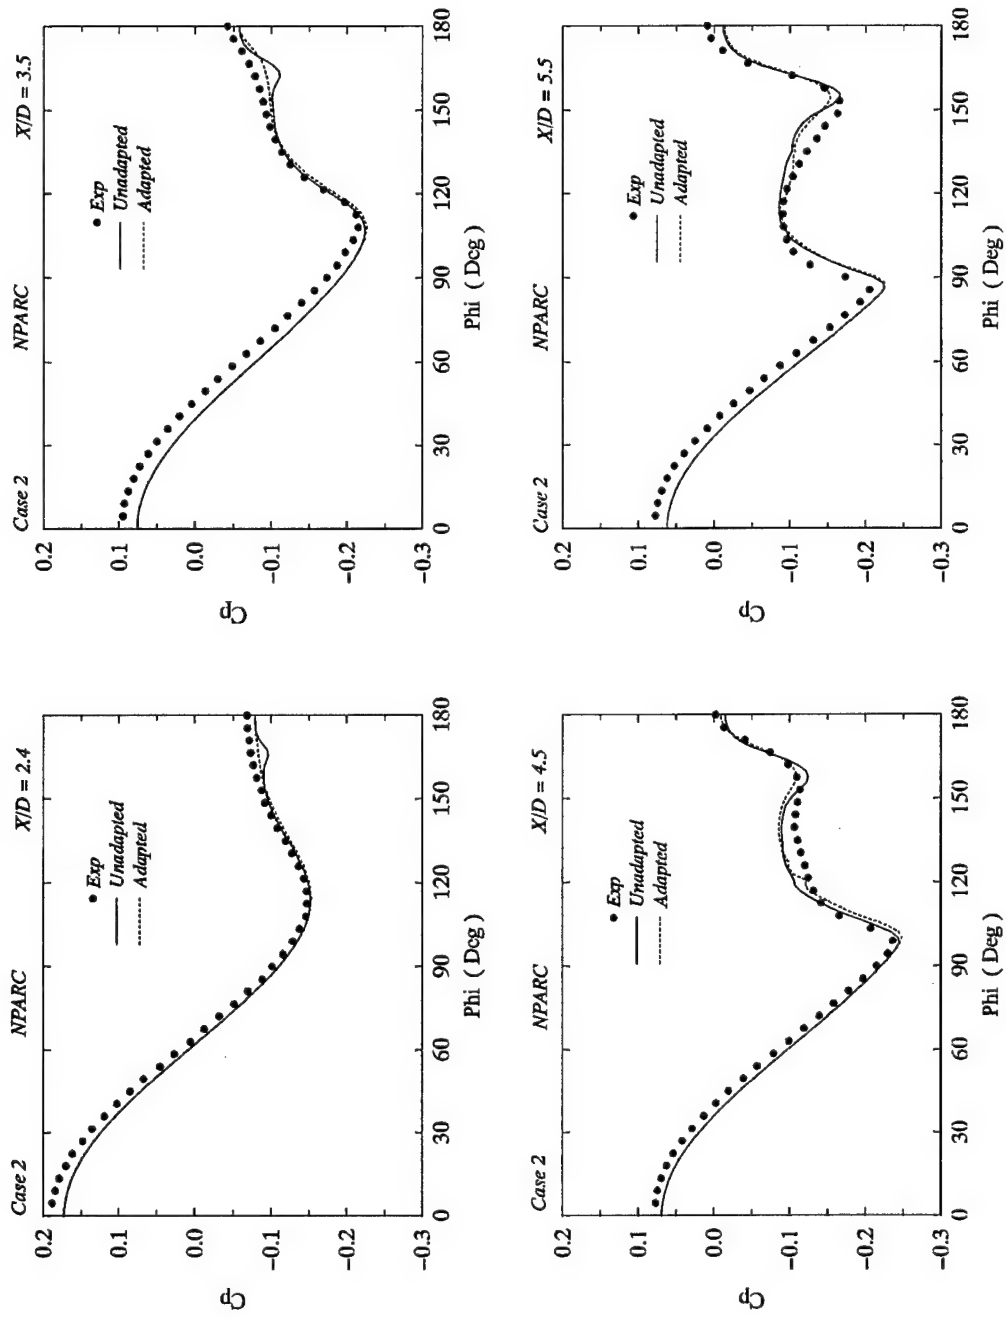 Case 2 NPARC X/D = 2.4
Exp
Unadapted
Adapted
Cp
0.2
0.1
0.0
−0.1
−0.2
−0.3
0 30 60 90 120 150 180
Phi ( Deg )
Case 2 NPARC X/D = 3.5
Exp
Unadapted
Adapted
Cp
0.2
0.1
0.0
−0.1
−0.2
−0.3
0 30 60 90 120 150 180
Phi ( Deg )
Case 2 NPARC X/D = 4.5
Exp
Unadapted
Adapted
Cp
0.2
0.1
0.0
−0.1
−0.2
−0.3
0 30 60 90 120 150 180
Phi ( Deg )
Case 2 NPARC X/D = 5.5
Exp
Unadapted
Adapted
Cp
0.2
0.1
0.0
−0.1
−0.2
−0.3
0 30 60 90 120 150 180
Phi ( Deg )